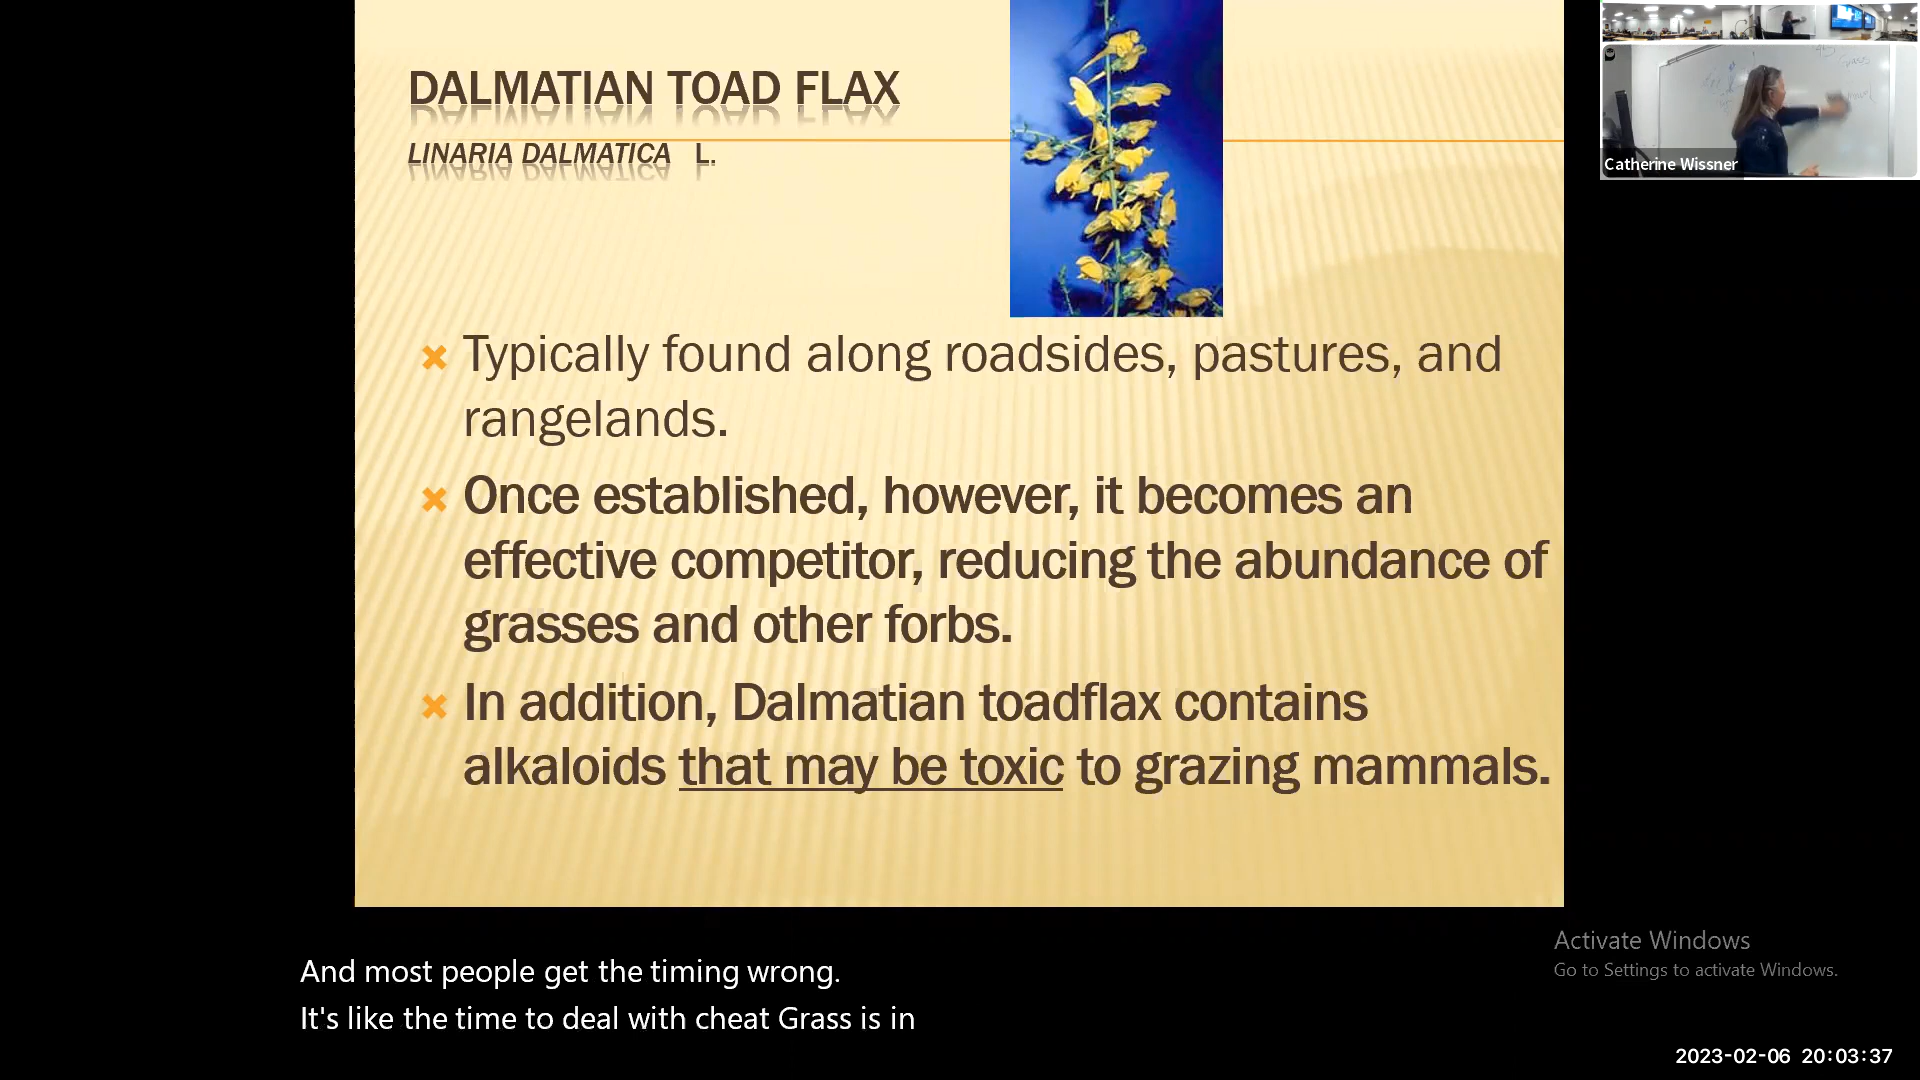 DALMATIAN TOAD FLAX
LINARIA DALMATICA L.
Typically found along roadsides, pastures, and
rangelands.
Once established, however, it becomes an
effective competitor, reducing the abundance of
grasses and other forbs.
In addition, Dalmatian toadflax contains
alkaloids that may be toxic to grazing mammals.
Catherine Wissner
And most people get the timing wrong.
It's like the time to deal with cheat Grass is in
Activate Windows
Go to Settings to activate Windows.
2023-02-06 20:03:37